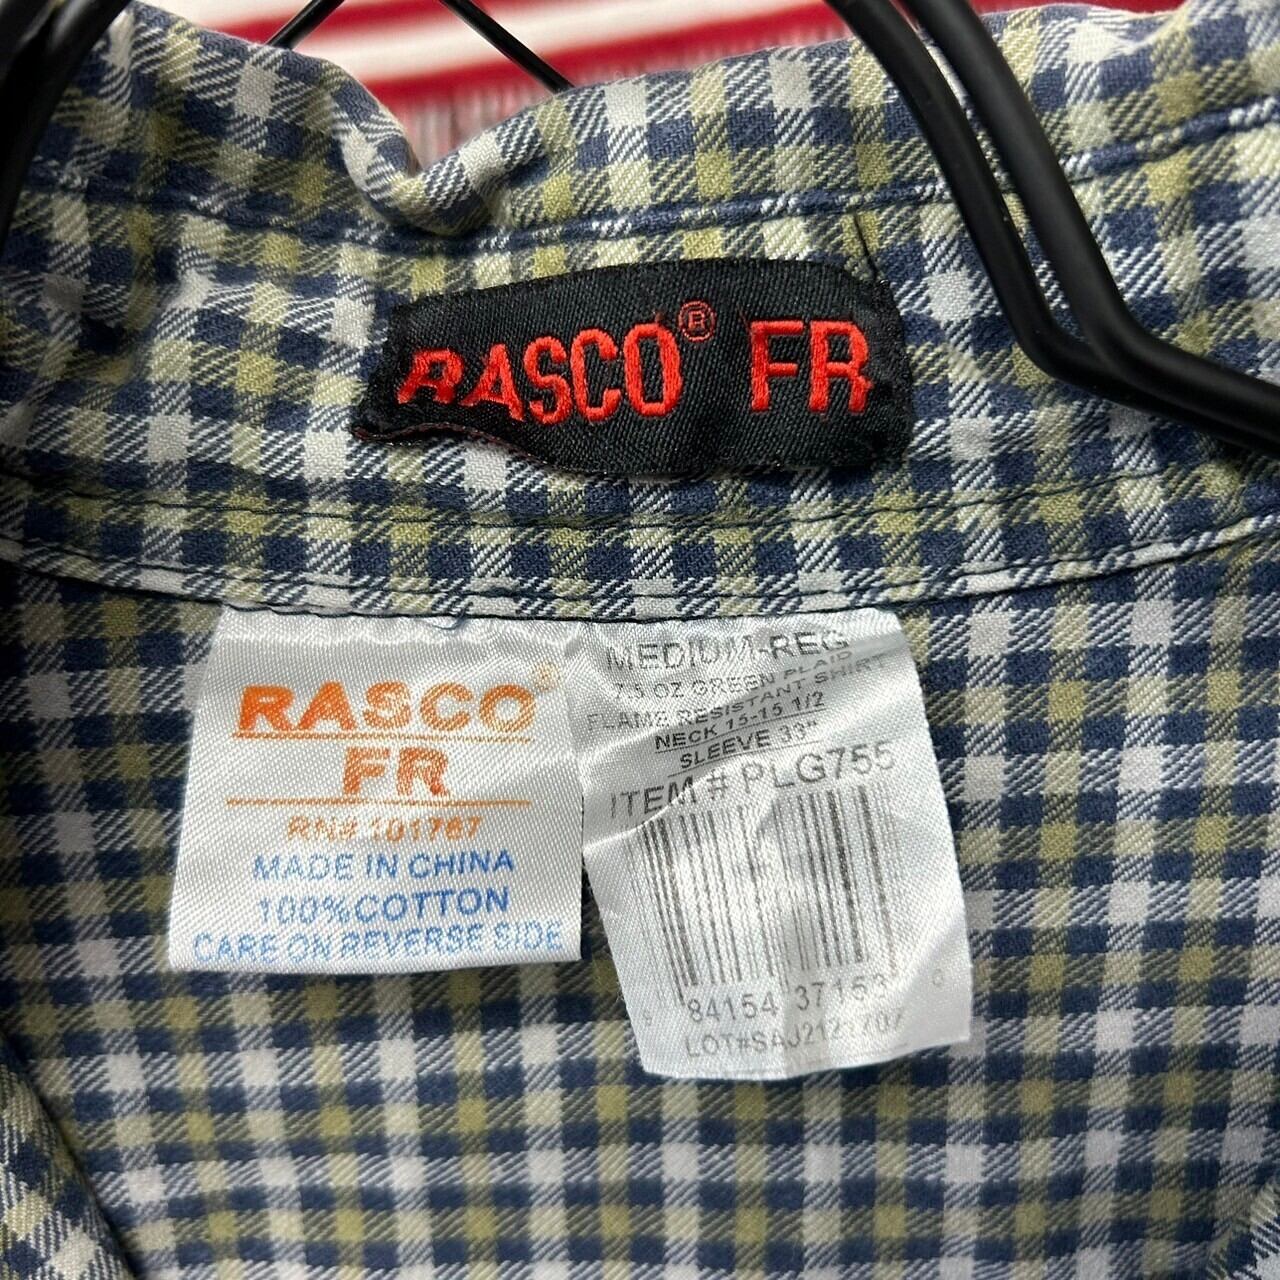 RASCO® FR
RASCO®
FR
RN# 101767
MADE IN CHINA
100%COTTON
CARE ON REVERSE SIDE
MEDIUM-REG
7.5 OZ GREEN PLAID
FLAME RESISTANT SHIRT
NECK 15-15 1/2
SLEEVE 33"
ITEM # PLG755
84154 37153